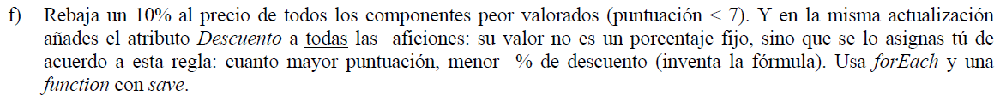 f) Rebaja un 10% al precio de todos los componentes peor valorados (puntuación < 7). Y en la misma actualización
añades el atributo Descuento a todas las aficiones: su valor no es un porcentaje fijo, sino que se lo asignas tú de
acuerdo a esta regla: cuanto mayor puntuación, menor % de descuento (inventa la fórmula). Usa forEach y una
function con save.